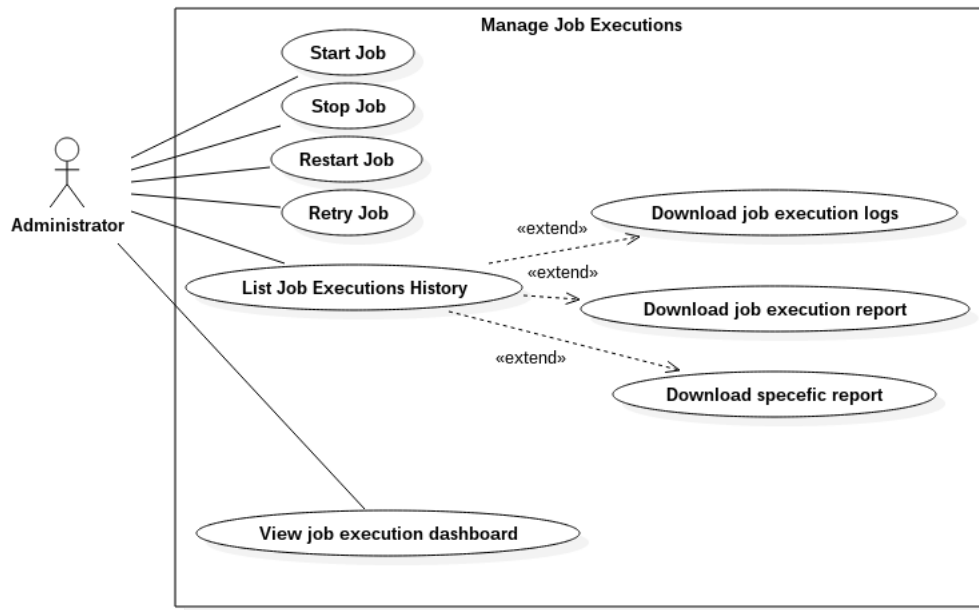 Manage Job Executions
Start Job
Stop Job
Restart Job
Retry Job
Administrator
Download job execution logs
«extend»
«extend»
List Job Executions History
Download job execution report
«extend»
Download specefic report
View job execution dashboard